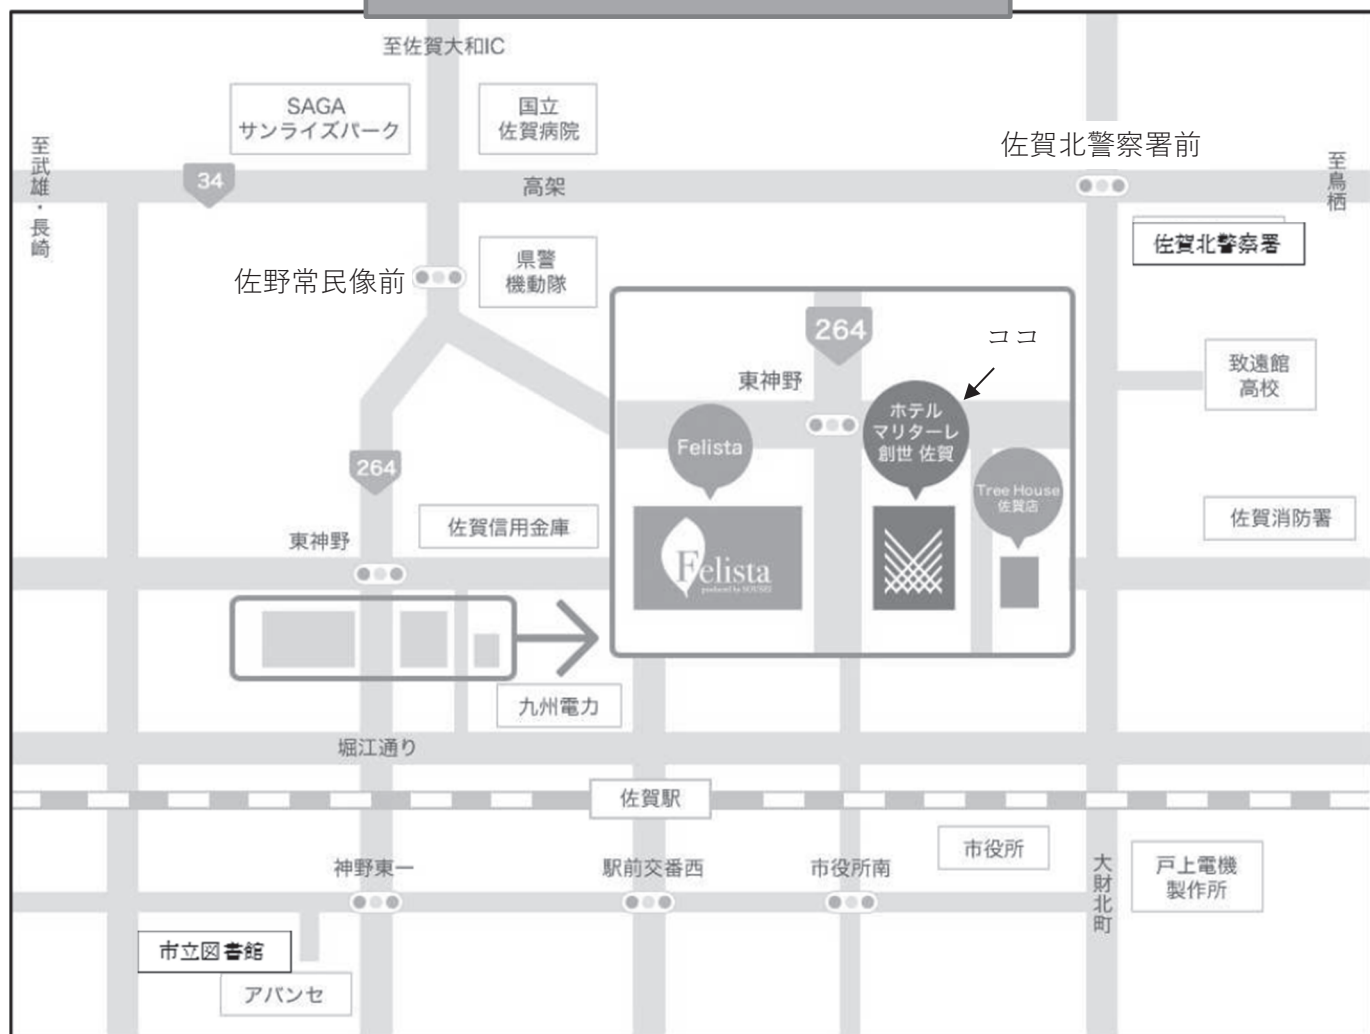 至佐賀大和IC
SAGA
サンライズパーク
国立
佐賀病院
佐賀北警察署前
至武雄・長崎
至鳥栖
34
高架
佐賀北警察署
佐野常民像前
県警
機動隊
264
ココ
東神野
致遠館
高校
ホテル
マリターレ
創世 佐賀
Felista
264
Tree House
佐賀店
佐賀信用金庫
佐賀消防署
東神野
Felista
produced by SOUSEI
九州電力
堀江通り
佐賀駅
市役所
神野東一
駅前交番西
市役所南
大財北町
戸上電機
製作所
市立図書館
アバンセ